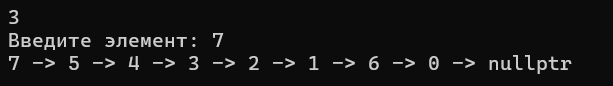 3
Введите элемент: 7
7 -> 5 -> 4 -> 3 -> 2 -> 1 -> 6 -> 0 -> nullptr